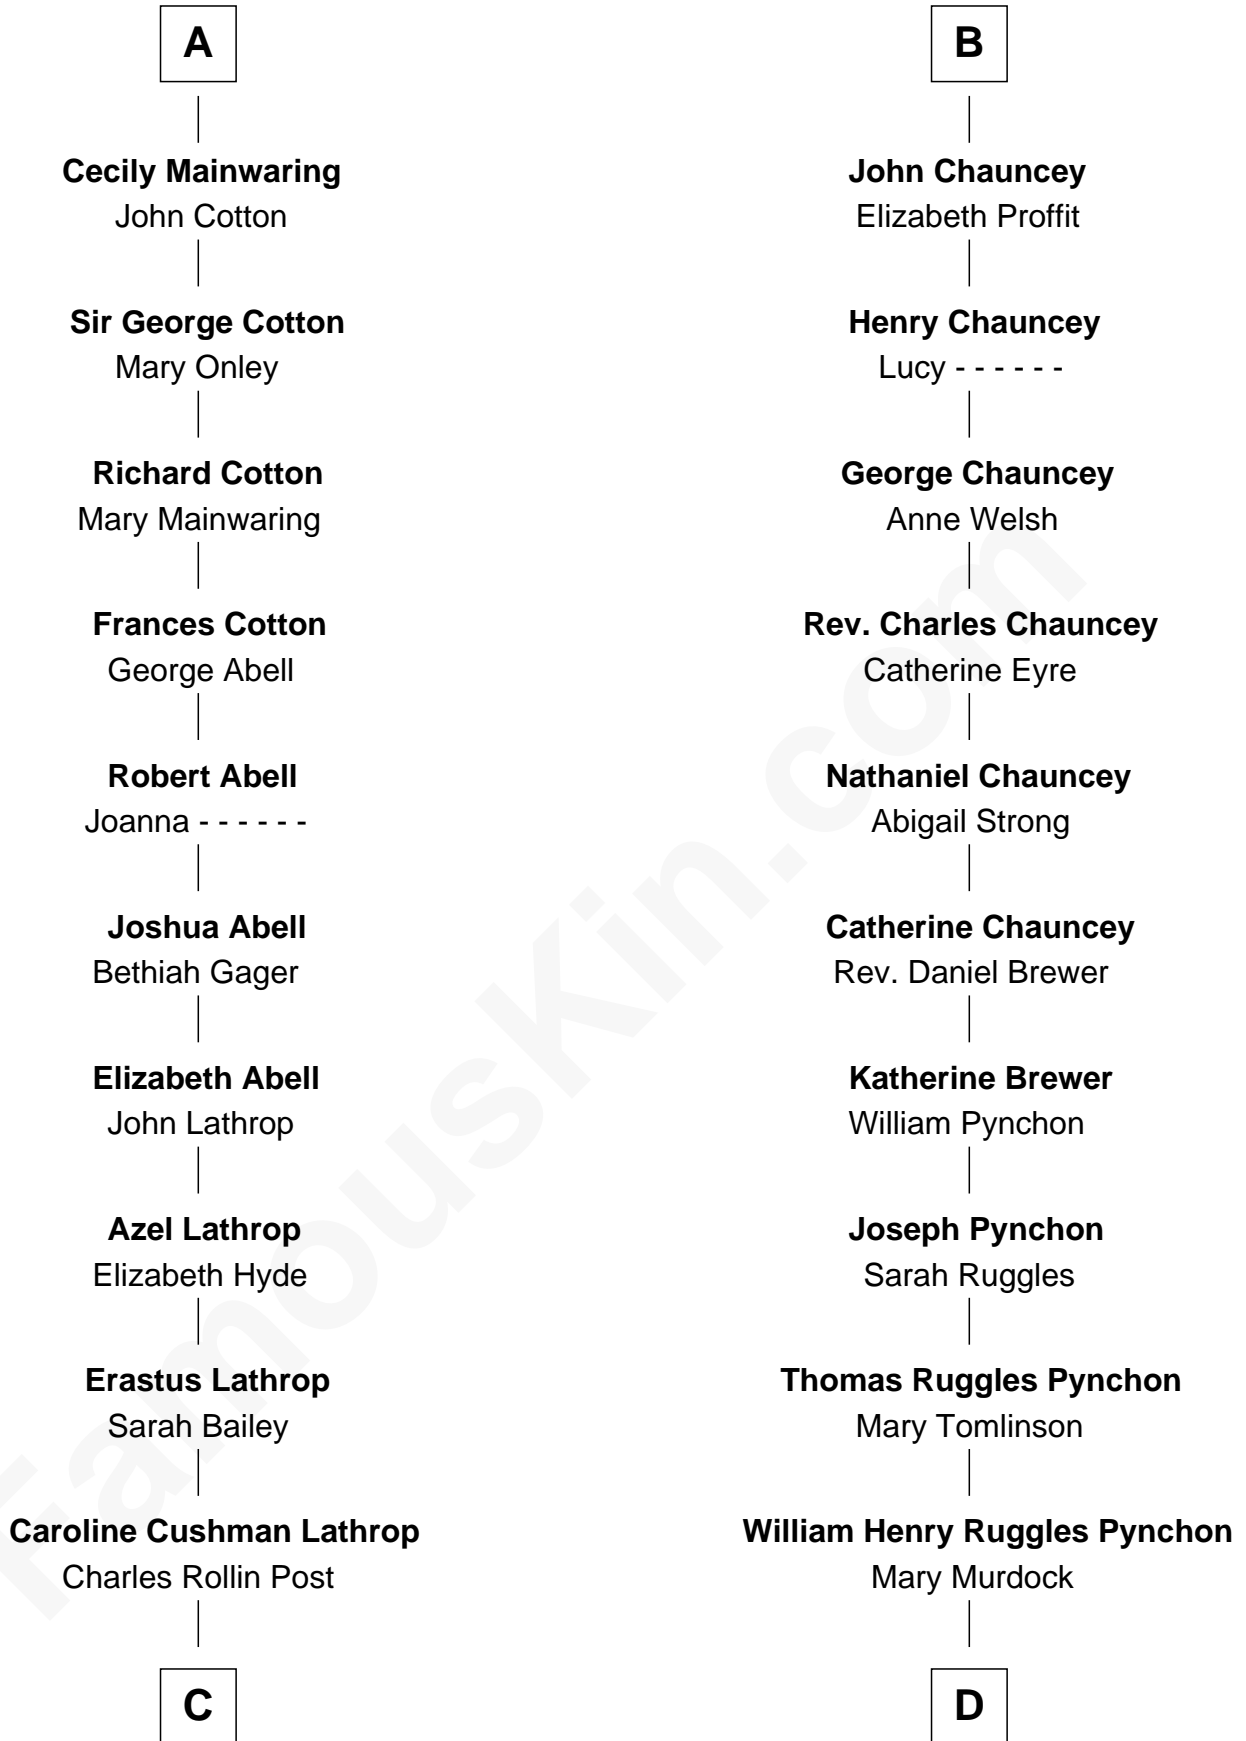 A
Cecily Mainwaring
John Cotton
Sir George Cotton
Mary Onley
Richard Cotton
Mary Mainwaring
Frances Cotton
George Abell
Robert Abell
Joanna - - - - - -
Joshua Abell
Bethiah Gager
Elizabeth Abell
John Lathrop
Azel Lathrop
Elizabeth Hyde
Erastus Lathrop
Sarah Bailey
Caroline Cushman Lathrop
Charles Rollin Post
C
B
John Chauncey
Elizabeth Proffit
Henry Chauncey
Lucy - - - - - -
George Chauncey
Anne Welsh
Rev. Charles Chauncey
Catherine Eyre
Nathaniel Chauncey
Abigail Strong
Catherine Chauncey
Rev. Daniel Brewer
Katherine Brewer
William Pynchon
Joseph Pynchon
Sarah Ruggles
Thomas Ruggles Pynchon
Mary Tomlinson
William Henry Ruggles Pynchon
Mary Murdock
D
FamousKin.com